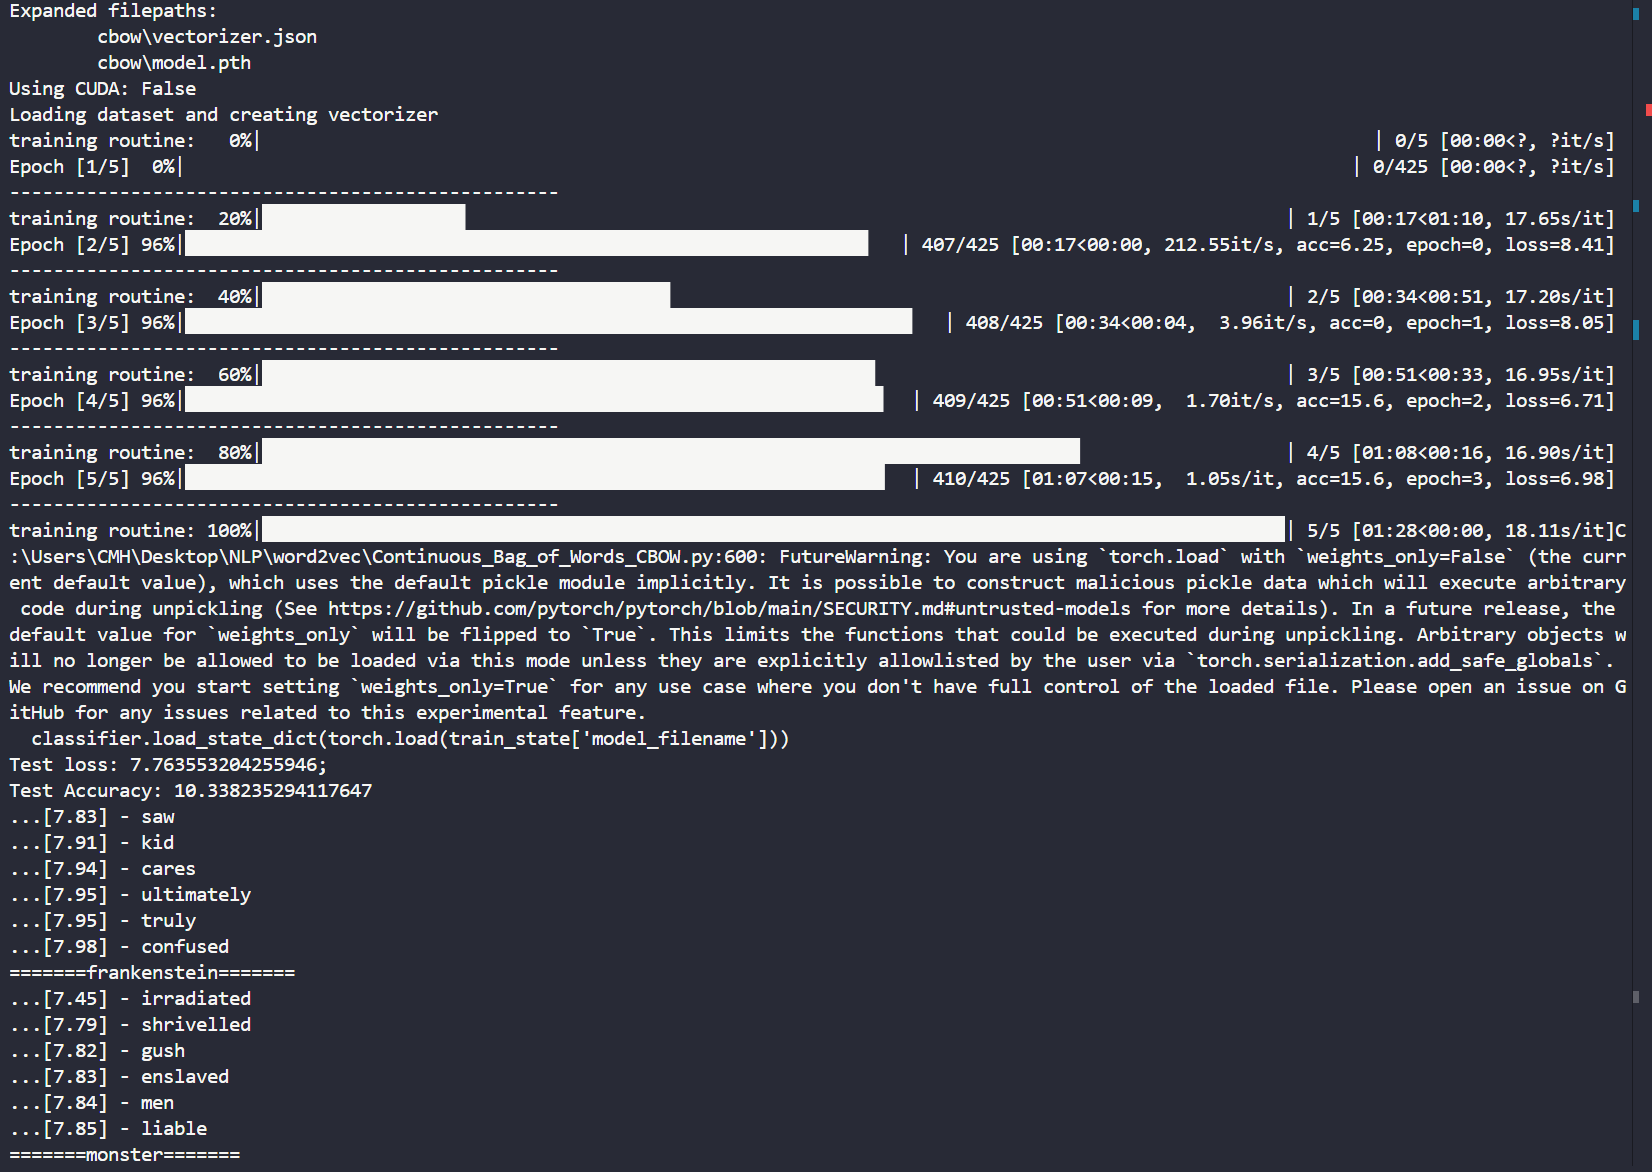 Expanded filepaths:
cbow\vectorizer.json
cbow\model.pth
Using CUDA: False
Loading dataset and creating vectorizer
training routine:   0%|                    | 0/5 [00:00<?, ?it/s]
Epoch [1/5]  0%|                    | 0/425 [00:00<?, ?it/s]
--------------------------------------------------
training routine:  20%|                    | 1/5 [00:17<01:10, 17.65s/it]
Epoch [2/5] 96%|                    | 407/425 [00:17<00:00, 212.55it/s, acc=6.25, epoch=0, loss=8.41]
--------------------------------------------------
training routine:  40%|                    | 2/5 [00:34<00:51, 17.20s/it]
Epoch [3/5] 96%|                    | 408/425 [00:34<00:04,  3.96it/s, acc=0, epoch=1, loss=8.05]
--------------------------------------------------
training routine:  60%|                    | 3/5 [00:51<00:33, 16.95s/it]
Epoch [4/5] 96%|                    | 409/425 [00:51<00:09,  1.70it/s, acc=15.6, epoch=2, loss=6.71]
--------------------------------------------------
training routine:  80%|                    | 4/5 [01:08<00:16, 16.90s/it]
Epoch [5/5] 96%|                    | 410/425 [01:07<00:15,  1.05s/it, acc=15.6, epoch=3, loss=6.98]
--------------------------------------------------
training routine: 100%|                    | 5/5 [01:28<00:00, 18.11s/it]C
:\Users\CMH\Desktop\NLP\word2vec\Continuous_Bag_of_Words_CBOW.py:600: FutureWarning: You are using `torch.load` with `weights_only=False` (the curr
ent default value), which uses the default pickle module implicitly. It is possible to construct malicious pickle data which will execute arbitrary
code during unpickling (See https://github.com/pytorch/pytorch/blob/main/SECURITY.md#untrusted-models for more details). In a future release, the
default value for `weights_only` will be flipped to `True`. This limits the functions that could be executed during unpickling. Arbitrary objects w
ill no longer be allowed to be loaded via this mode unless they are explicitly allowlisted by the user via `torch.serialization.add_safe_globals`.
We recommend you start setting `weights_only=True` for any use case where you don't have full control of the loaded file. Please open an issue on G
itHub for any issues related to this experimental feature.
classifier.load_state_dict(torch.load(train_state['model_filename']))
Test loss: 7.763553204255946;
Test Accuracy: 10.338235294117647
...[7.83] - saw
...[7.91] - kid
...[7.94] - cares
...[7.95] - ultimately
...[7.95] - truly
...[7.98] - confused
=======frankenstein=======
...[7.45] - irradiated
...[7.79] - shrivelled
...[7.82] - gush
...[7.83] - enslaved
...[7.84] - men
...[7.85] - liable
=======monster=======